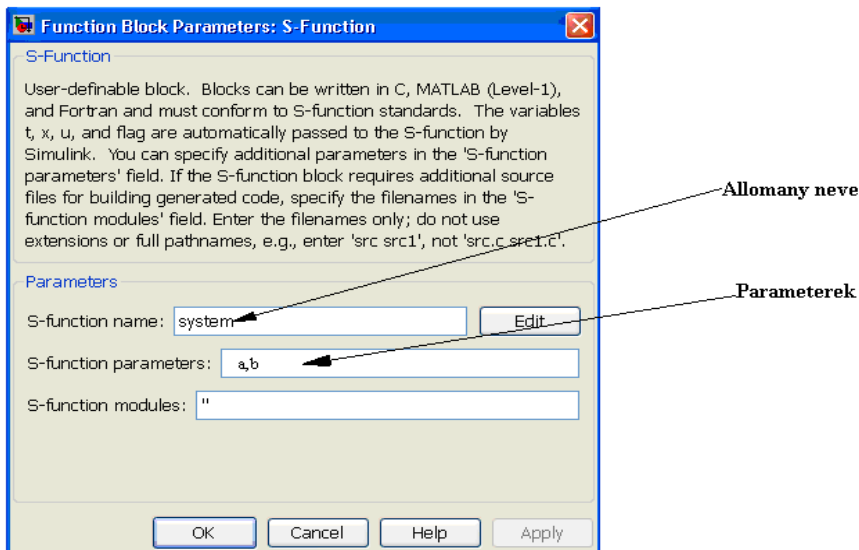 Function Block Parameters: S-Function
S-Function
User-definable block. Blocks can be written in C, MATLAB (Level-1),
and Fortran and must conform to S-function standards. The variables
t, x, u, and flag are automatically passed to the S-function by
Simulink. You can specify additional parameters in the 'S-function
parameters' field. If the S-function block requires additional source
files for building generated code, specify the filenames in the 'S-
function modules' field. Enter the filenames only; do not use
extensions or full pathnames, e.g., enter 'src src1', not 'src.c src1.c'.
Allomany neve
Parameters
Parameterek
S-function name: system Edit
S-function parameters: a,b
S-function modules: ''
OK Cancel Help Apply